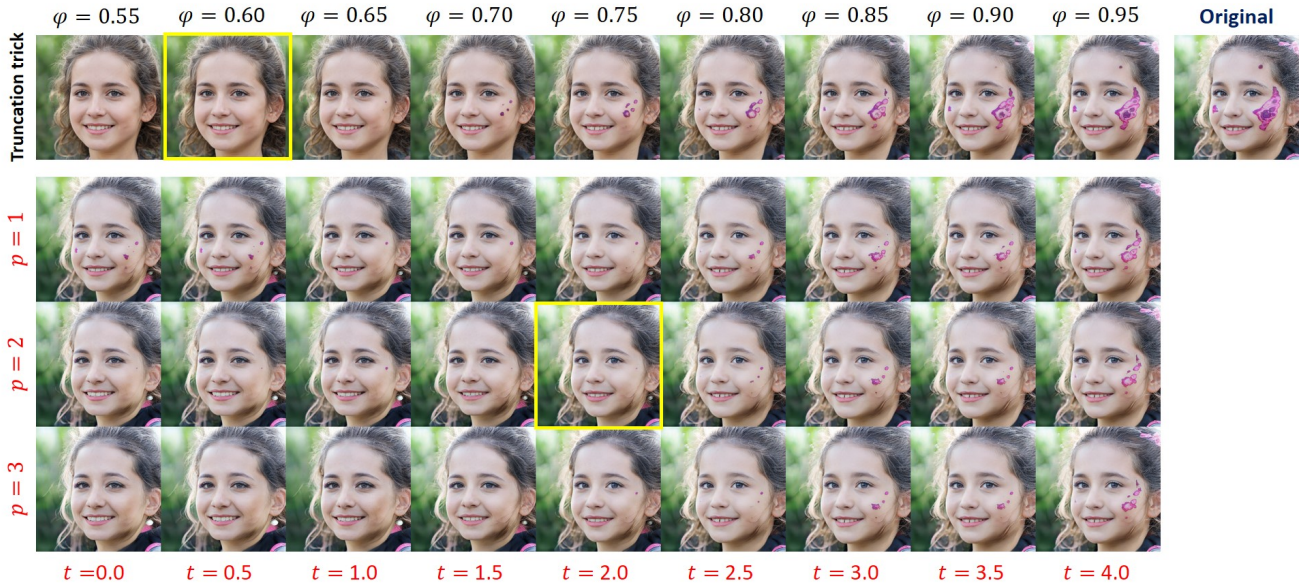 φ = 0.55 φ = 0.60 φ = 0.65 φ = 0.70 φ = 0.75 φ = 0.80 φ = 0.85 φ = 0.90 φ = 0.95 Original
Truncation trick
p = 1
p = 2
p = 3
t =0.0 t = 0.5 t = 1.0 t = 1.5 t = 2.0 t = 2.5 t = 3.0 t = 3.5 t = 4.0